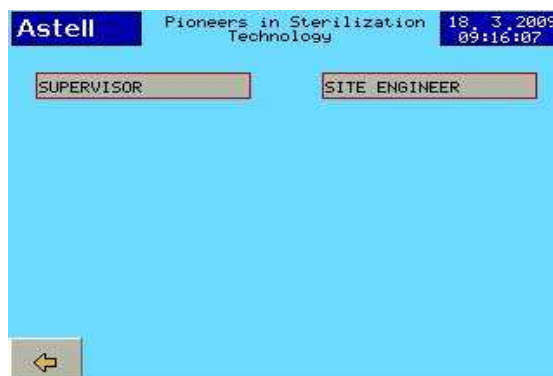 Astell
Pioneers in Sterilization
Technology
18. 3.2009
09:16:07
SUPERVISOR
SITE ENGINEER